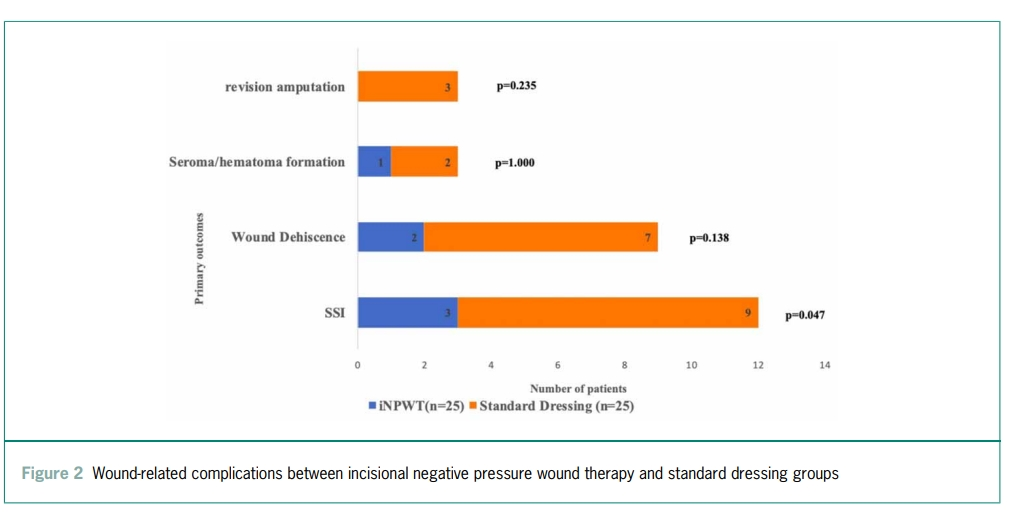 revision amputation 3 p=0.235
Seroma/hematoma formation 1 2 p=1.000
Primary outcomes
Wound Dehiscence 2 7 p=0.138
SSI 3 9 p=0.047
0 2 4 6 8 10 12 14
Number of patients
iNPWT(n=25) Standard Dressing (n=25)
Figure 2 Wound-related complications between incisional negative pressure wound therapy and standard dressing groups